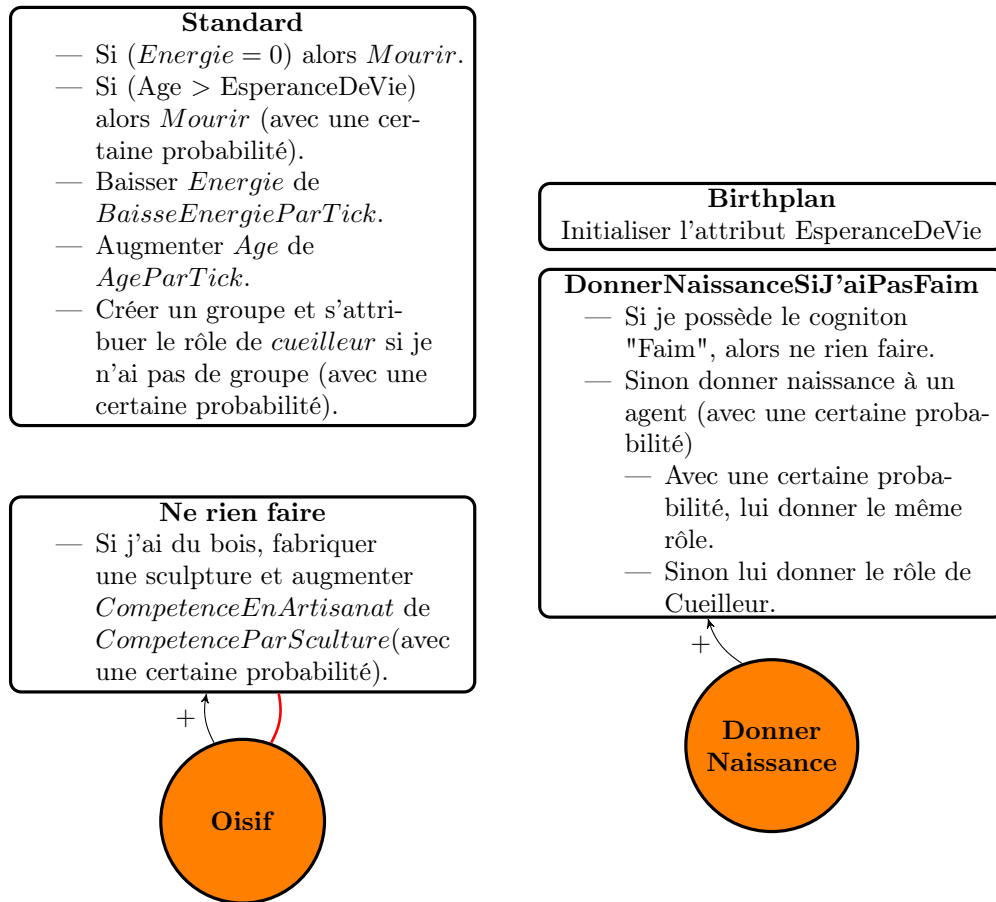 Standard
— Si (Energie = 0) alors Mourir.
— Si (Age > EsperanceDeVie)
alors Mourir (avec une cer-
taine probabilité).
— Baisser Energie de
BaisseEnergieParTick.
— Augmenter Age de
AgeParTick.
— Créer un groupe et s'attri-
buer le rôle de cueilleur si je
n'ai pas de groupe (avec une
certaine probabilité).
Ne rien faire
— Si j'ai du bois, fabriquer
une sculpture et augmenter
CompetenceEnArtisanat de
CompetenceParSculture(avec
une certaine probabilité).
+
Oisif
Birthplan
Initialiser l'attribut EsperanceDeVie
DonnerNaissanceSiJ'aiPasFaim
— Si je possède le cogniton
"Faim", alors ne rien faire.
— Sinon donner naissance à un
agent (avec une certaine proba-
bilité)
— Avec une certaine proba-
bilité, lui donner le même
rôle.
— Sinon lui donner le rôle de
Cueilleur.
+
Donner
Naissance